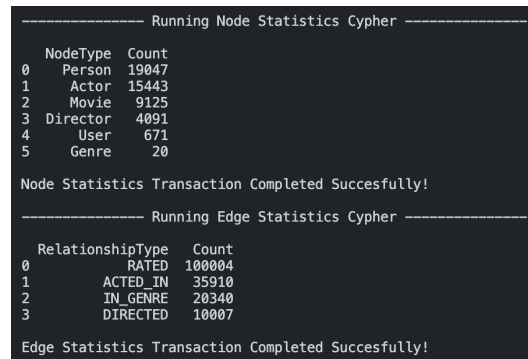 --------------- Running Node Statistics Cypher ---------------
NodeType Count
0 Person 19047
1 Actor 15443
2 Movie 9125
3 Director 4091
4 User 671
5 Genre 20
Node Statistics Transaction Completed Succesfully!
--------------- Running Edge Statistics Cypher ---------------
RelationshipType Count
0 RATED 100004
1 ACTED_IN 35910
2 IN_GENRE 20340
3 DIRECTED 10007
Edge Statistics Transaction Completed Succesfully!